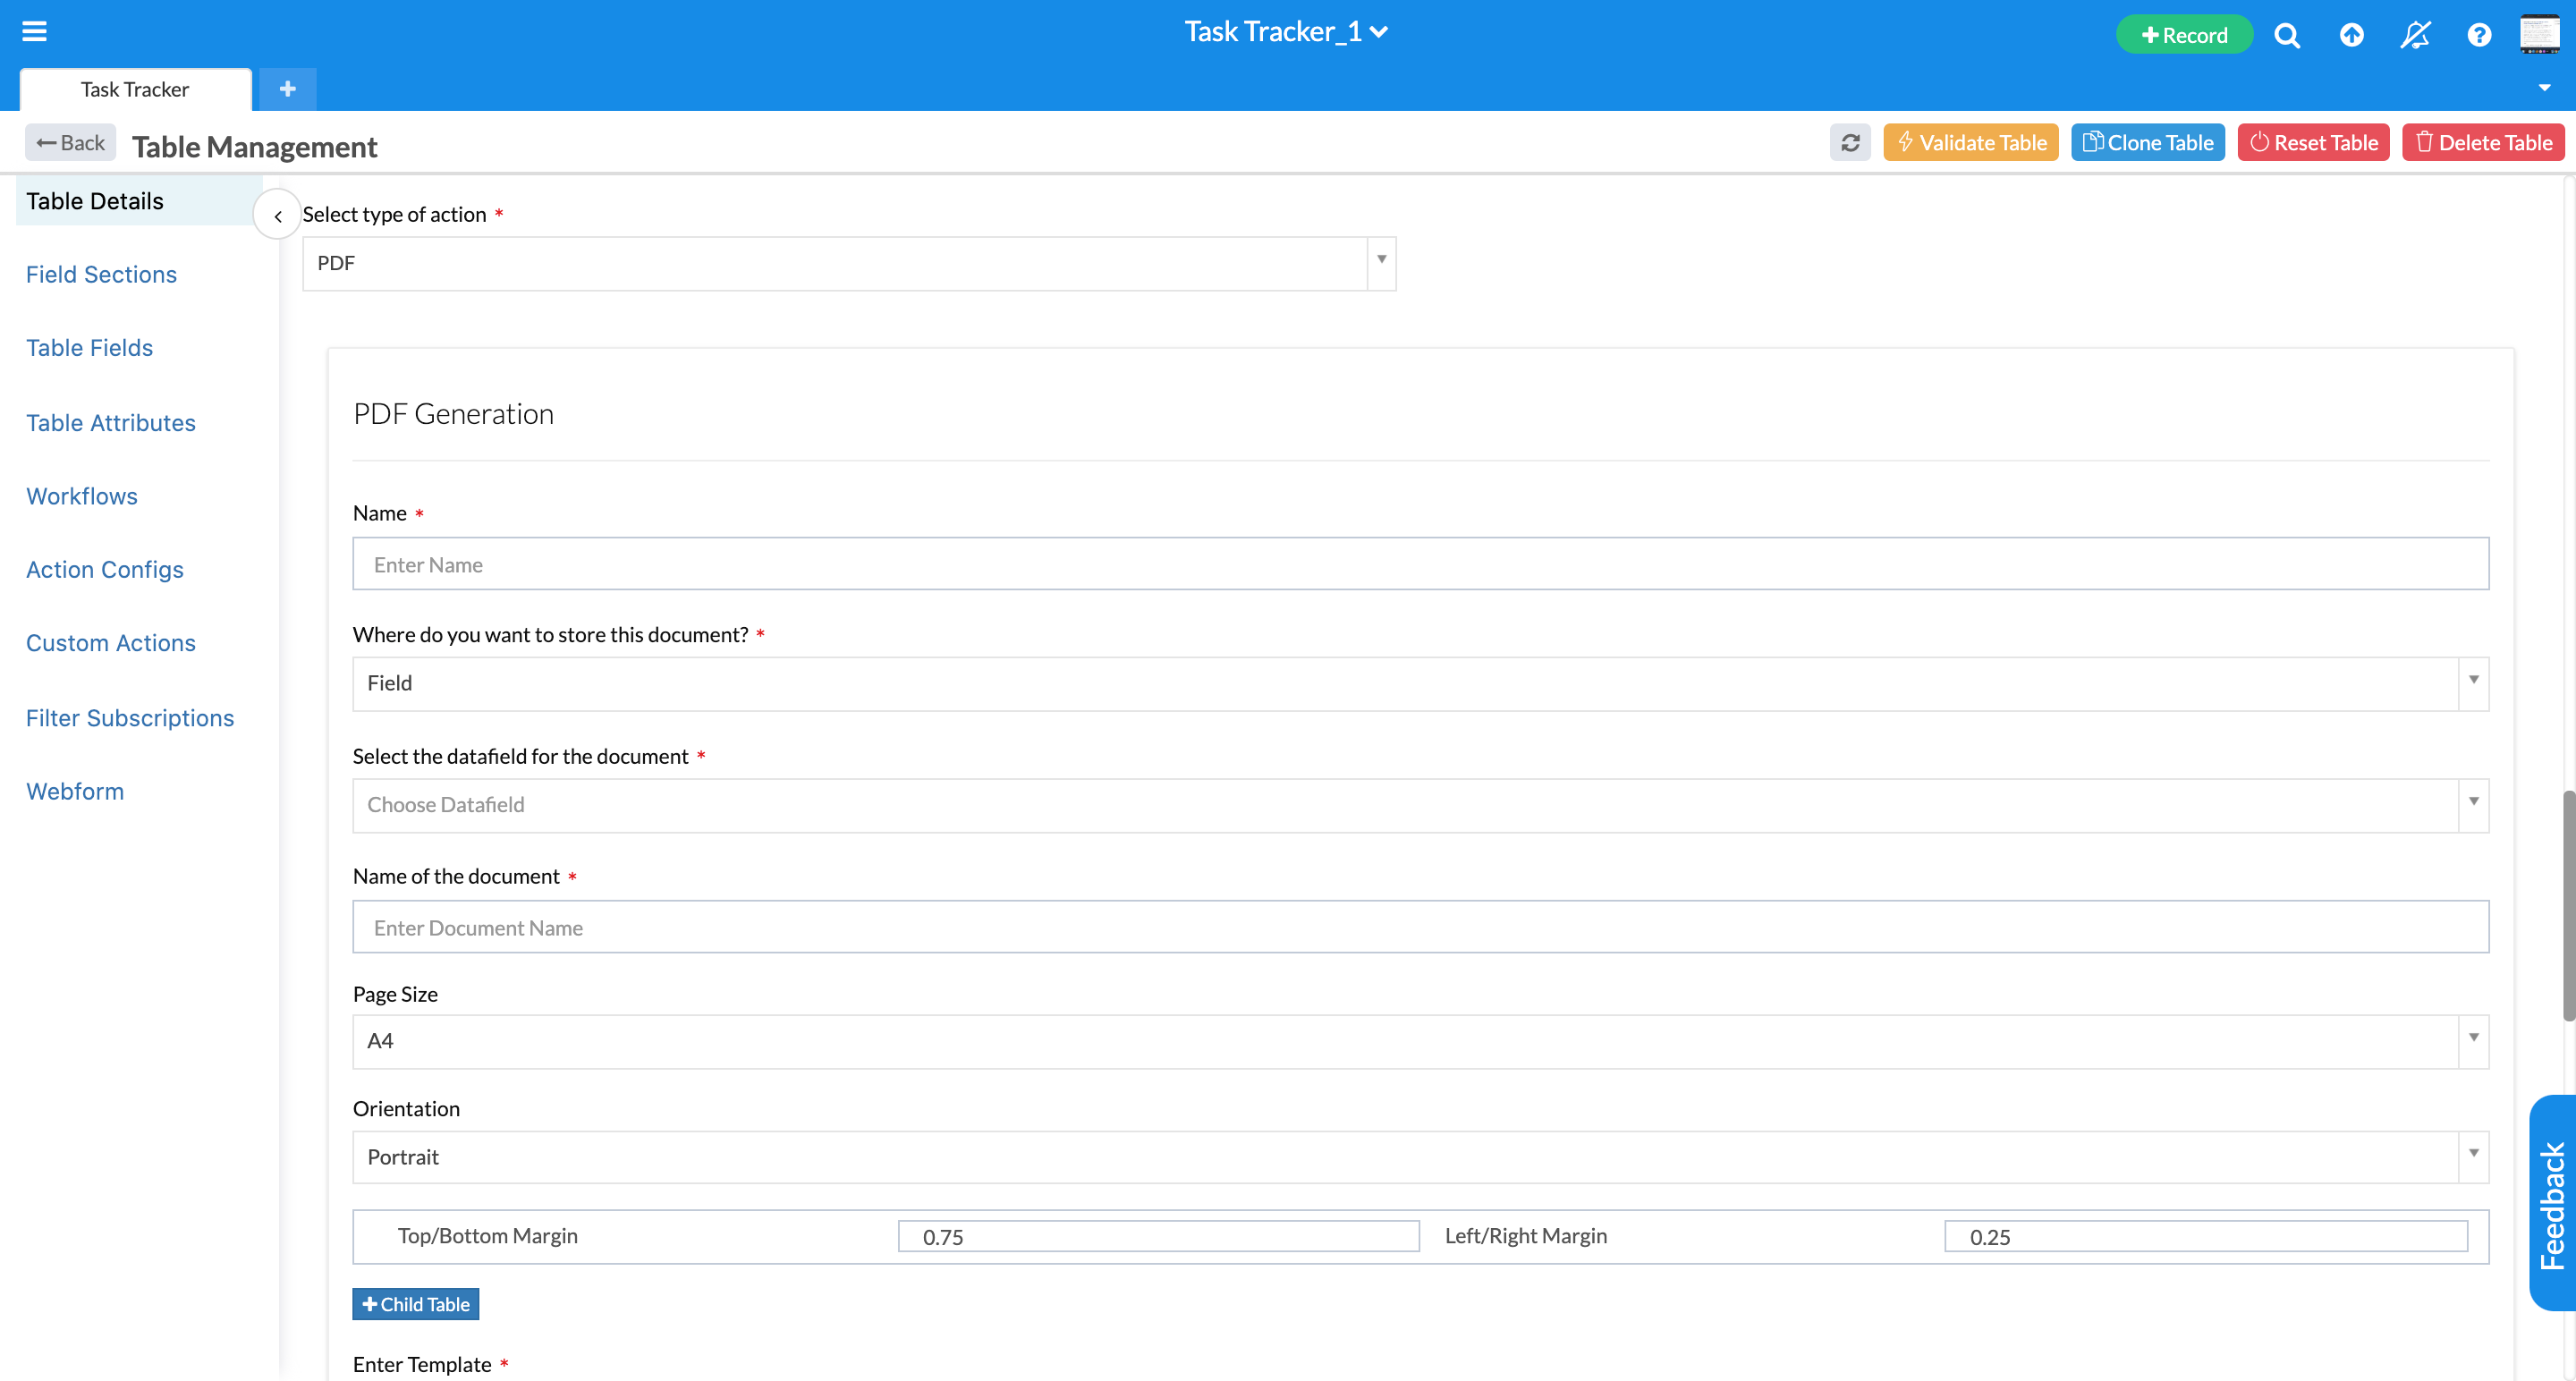 Task Tracker_1
Record
Task Tracker
Back
Table Management
Validate Table
Clone Table
Reset Table
Delete Table
Table Details
Field Sections
Table Fields
Table Attributes
Workflows
Action Configs
Custom Actions
Filter Subscriptions
Webform
Select type of action *
PDF
PDF Generation
Name *
Enter Name
Where do you want to store this document? *
Field
Select the datafield for the document *
Choose Datafield
Name of the document *
Enter Document Name
Page Size
A4
Orientation
Portrait
Top/Bottom Margin 0.75 Left/Right Margin 0.25
Child Table
Enter Template *
Feedback